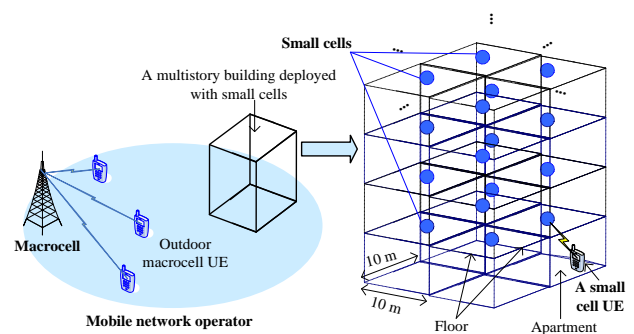 Small cells
A multistory building deployed
with small cells
Macrocell
Outdoor
macrocell UE
Mobile network operator
10 m
10 m
Floor
Apartment
A small
cell UE